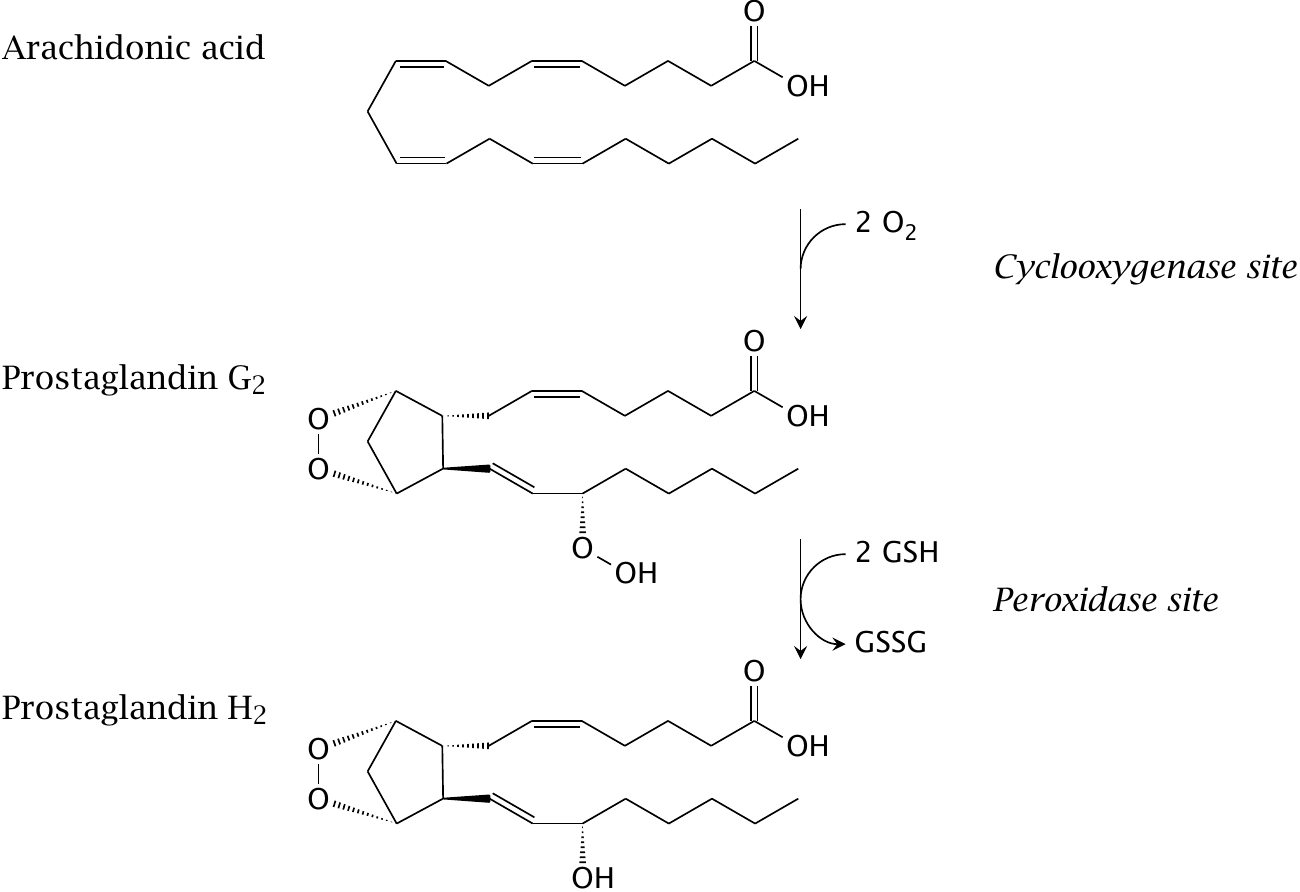 O
Arachidonic acid
OH
2 O₂
Cyclooxygenase site
O
Prostaglandin G₂
O
OH
O
O
OH
2 GSH
Peroxidase site
GSSG
O
Prostaglandin H₂
O
OH
O
OH